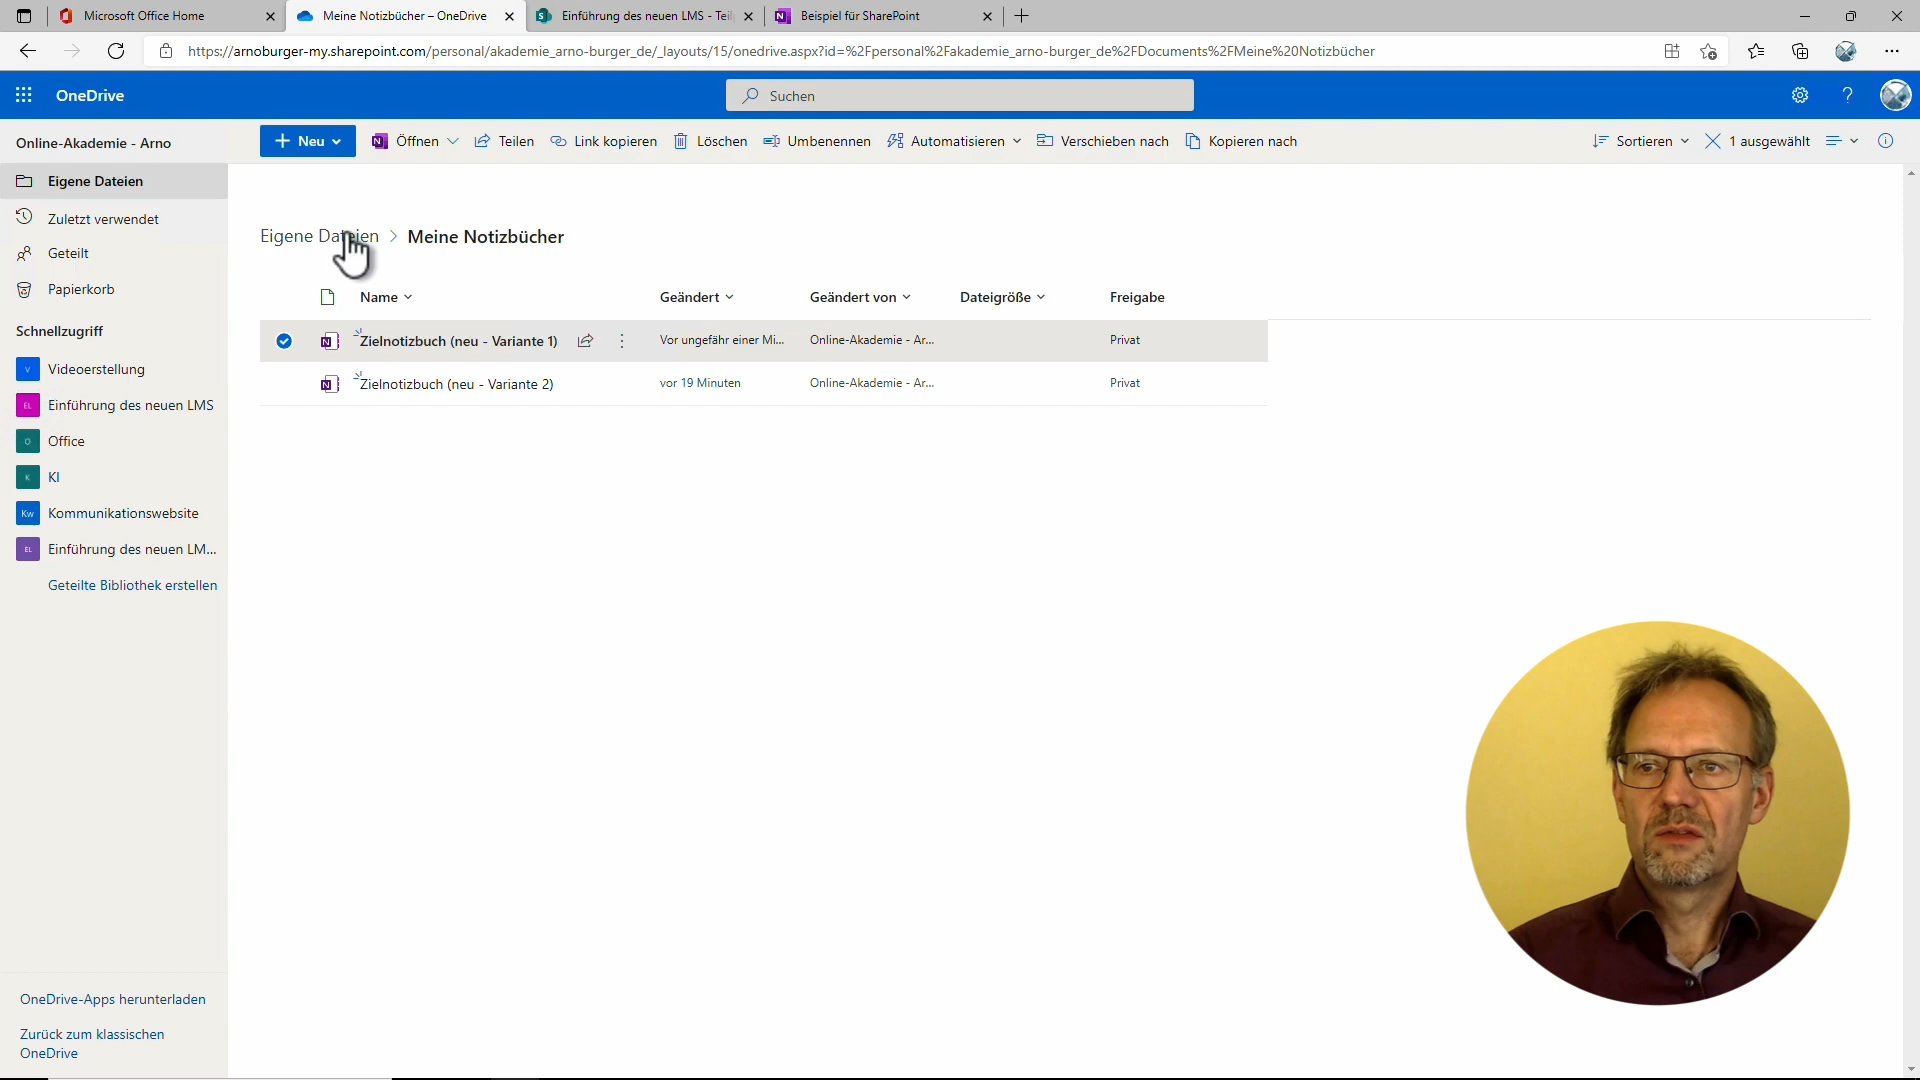 Microsoft Office Home
Meine Notizbücher – OneDrive
Einführung des neuen LMS - Teil
Beispiel für SharePoint
https://arnoburger-my.sharepoint.com/personal/akademie_arno-burger_de/_layouts/15/onedrive.aspx?id=%2Fpersonal%2Fakademie_arno-burger_de%2FDocuments%2FMeine%20Notizbücher
OneDrive
Suchen
Online-Akademie - Arno
Neu
Öffnen
Teilen
Link kopieren
Löschen
Umbenennen
Automatisieren
Verschieben nach
Kopieren nach
Sortieren
1 ausgewählt
Eigene Dateien
Zuletzt verwendet
Geteilt
Papierkorb
Schnellzugriff
V Videoerstellung
EL Einführung des neuen LMS
O Office
K KI
Kw Kommunikationswebsite
EL Einführung des neuen LM...
Geteilte Bibliothek erstellen
OneDrive-Apps herunterladen
Zurück zum klassischen
OneDrive
Eigene Dateien > Meine Notizbücher
Name Geändert Geändert von Dateigröße Freigabe
Zielnotizbuch (neu - Variante 1) Vor ungefähr einer Mi... Online-Akademie - Ar... Privat
Zielnotizbuch (neu - Variante 2) vor 19 Minuten Online-Akademie - Ar... Privat